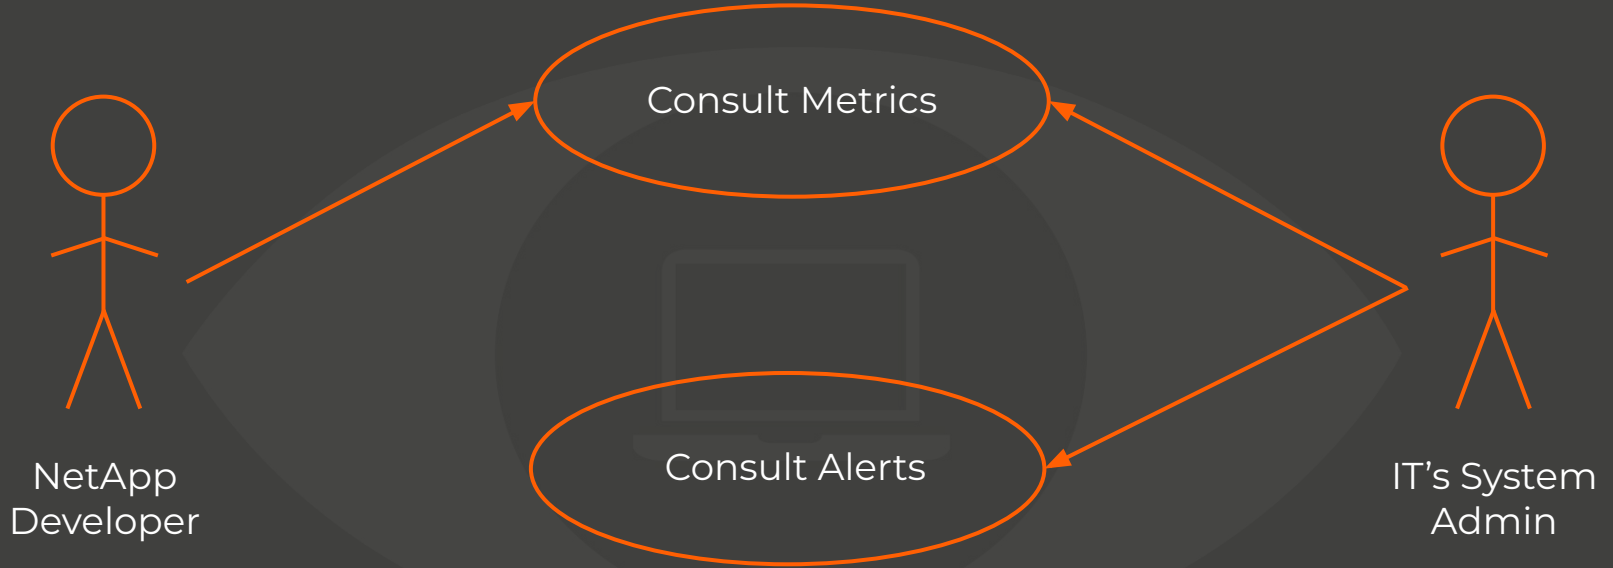 Consult Metrics
Consult Alerts
NetApp
Developer
IT’s System
Admin